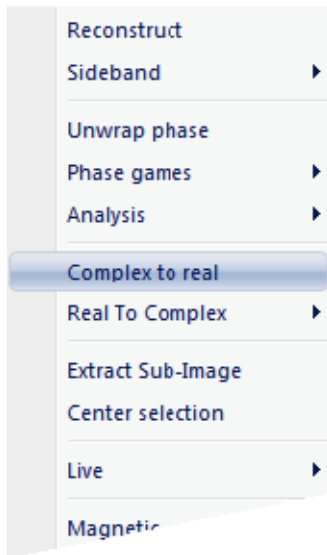 Reconstruct
Sideband
Unwrap phase
Phase games
Analysis
Complex to real
Real To Complex
Extract Sub-Image
Center selection
Live
Magnetic